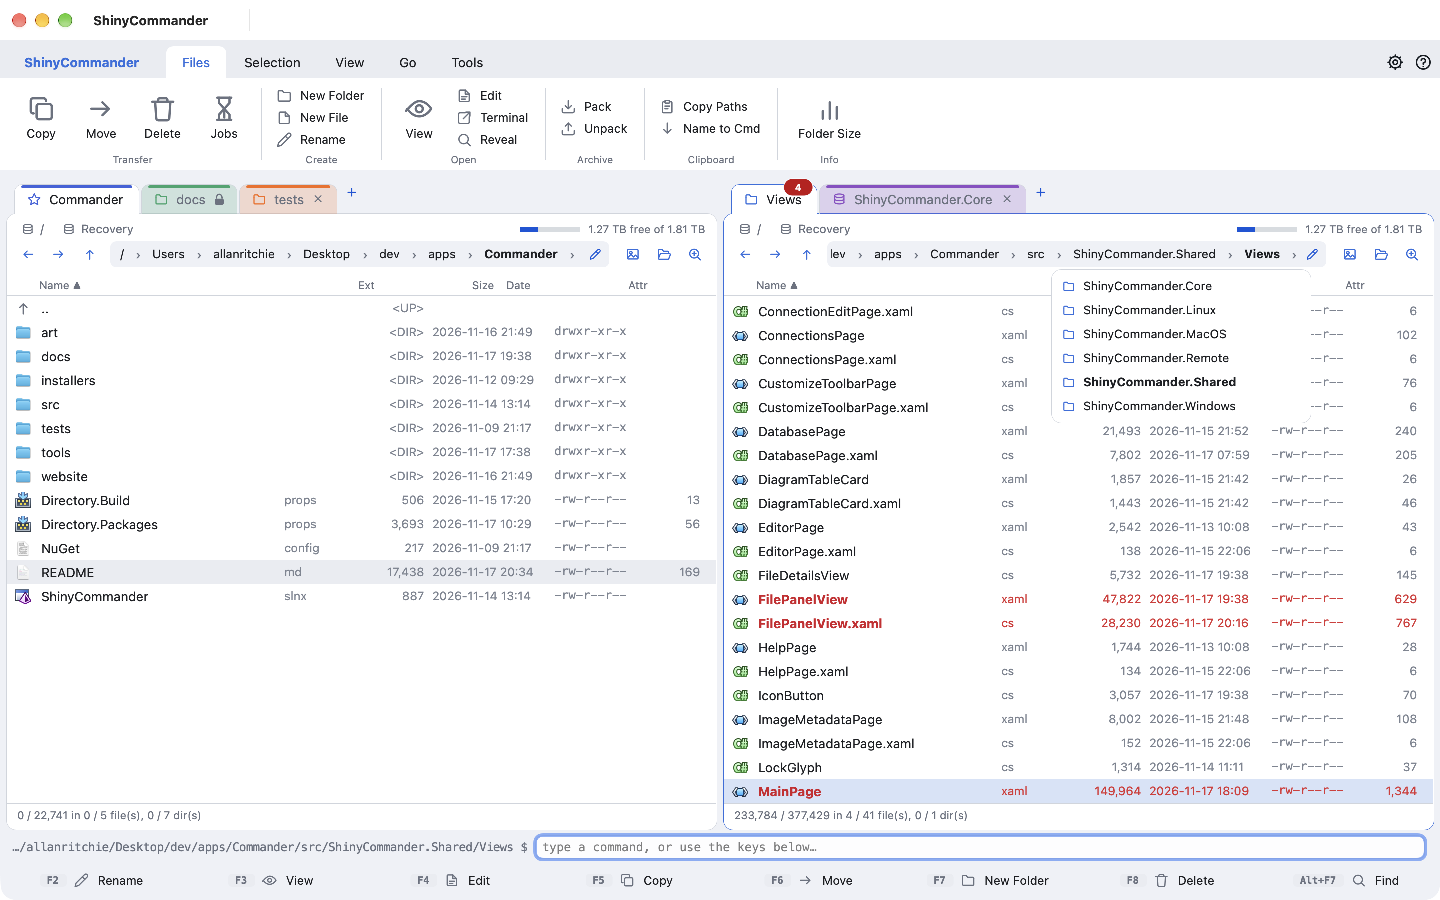 ShinyCommander
ShinyCommander Files Selection View Go Tools
Copy Move Delete Jobs
Transfer
New Folder
New File
Rename
Create
View
Edit
Terminal
Reveal
Open
Pack
Unpack
Archive
Copy Paths
Name to Cmd
Clipboard
Folder Size
Info
Commander docs tests × +
/ Recovery 1.27 TB free of 1.81 TB
/ › Users › allanritchie › Desktop › dev › apps › Commander ›
Name ▲ Ext Size Date Attr
.. <UP>
art <DIR> 2026-11-16 21:49 drwxr-xr-x
docs <DIR> 2026-11-17 19:38 drwxr-xr-x
installers <DIR> 2026-11-12 09:29 drwxr-xr-x
src <DIR> 2026-11-14 13:14 drwxr-xr-x
tests <DIR> 2026-11-09 21:17 drwxr-xr-x
tools <DIR> 2026-11-17 17:38 drwxr-xr-x
website <DIR> 2026-11-16 21:49 drwxr-xr-x
Directory.Build props 506 2026-11-15 17:20 -rw-r--r-- 13
Directory.Packages props 3,693 2026-11-17 10:29 -rw-r--r-- 56
NuGet config 217 2026-11-09 21:17 -rw-r--r--
README md 17,438 2026-11-17 20:34 -rw-r--r-- 169
ShinyCommander slnx 887 2026-11-14 13:14 -rw-r--r--
0 / 22,741 in 0 / 5 file(s), 0 / 7 dir(s)
Views 4 ShinyCommander.Core × +
/ Recovery 1.27 TB free of 1.81 TB
lev › apps › Commander › src › ShinyCommander.Shared › Views ›
Name ▲ Attr
ShinyCommander.Core
ShinyCommander.Linux
ShinyCommander.MacOS
ShinyCommander.Remote
ShinyCommander.Shared
ShinyCommander.Windows
ConnectionEditPage.xaml cs --r-- 6
ConnectionsPage xaml --r-- 102
ConnectionsPage.xaml cs --r-- 6
CustomizeToolbarPage xaml --r-- 76
CustomizeToolbarPage.xaml cs --r-- 6
DatabasePage xaml 21,493 2026-11-15 21:52 -rw-r--r-- 240
DatabasePage.xaml cs 7,802 2026-11-17 07:59 -rw-r--r-- 205
DiagramTableCard xaml 1,857 2026-11-15 21:42 -rw-r--r-- 26
DiagramTableCard.xaml cs 1,443 2026-11-15 21:42 -rw-r--r-- 46
EditorPage xaml 2,542 2026-11-13 10:08 -rw-r--r-- 43
EditorPage.xaml cs 138 2026-11-15 22:06 -rw-r--r-- 6
FileDetailsView cs 5,732 2026-11-17 19:38 -rw-r--r-- 145
FilePanelView xaml 47,822 2026-11-17 19:38 -rw-r--r-- 629
FilePanelView.xaml cs 28,230 2026-11-17 20:16 -rw-r--r-- 767
HelpPage xaml 1,744 2026-11-13 10:08 -rw-r--r-- 28
HelpPage.xaml cs 134 2026-11-15 22:06 -rw-r--r-- 6
IconButton cs 3,057 2026-11-17 19:38 -rw-r--r-- 70
ImageMetadataPage xaml 8,002 2026-11-15 21:48 -rw-r--r-- 108
ImageMetadataPage.xaml cs 152 2026-11-15 22:06 -rw-r--r-- 6
LockGlyph cs 1,314 2026-11-14 11:11 -rw-r--r-- 37
MainPage xaml 149,964 2026-11-17 18:09 -rw-r--r-- 1,344
233,784 / 377,429 in 4 / 41 file(s), 0 / 1 dir(s)
…/allanritchie/Desktop/dev/apps/Commander/src/ShinyCommander.Shared/Views $ type a command, or use the keys below…
F2 Rename F3 View F4 Edit F5 Copy F6 Move F7 New Folder F8 Delete Alt+F7 Find